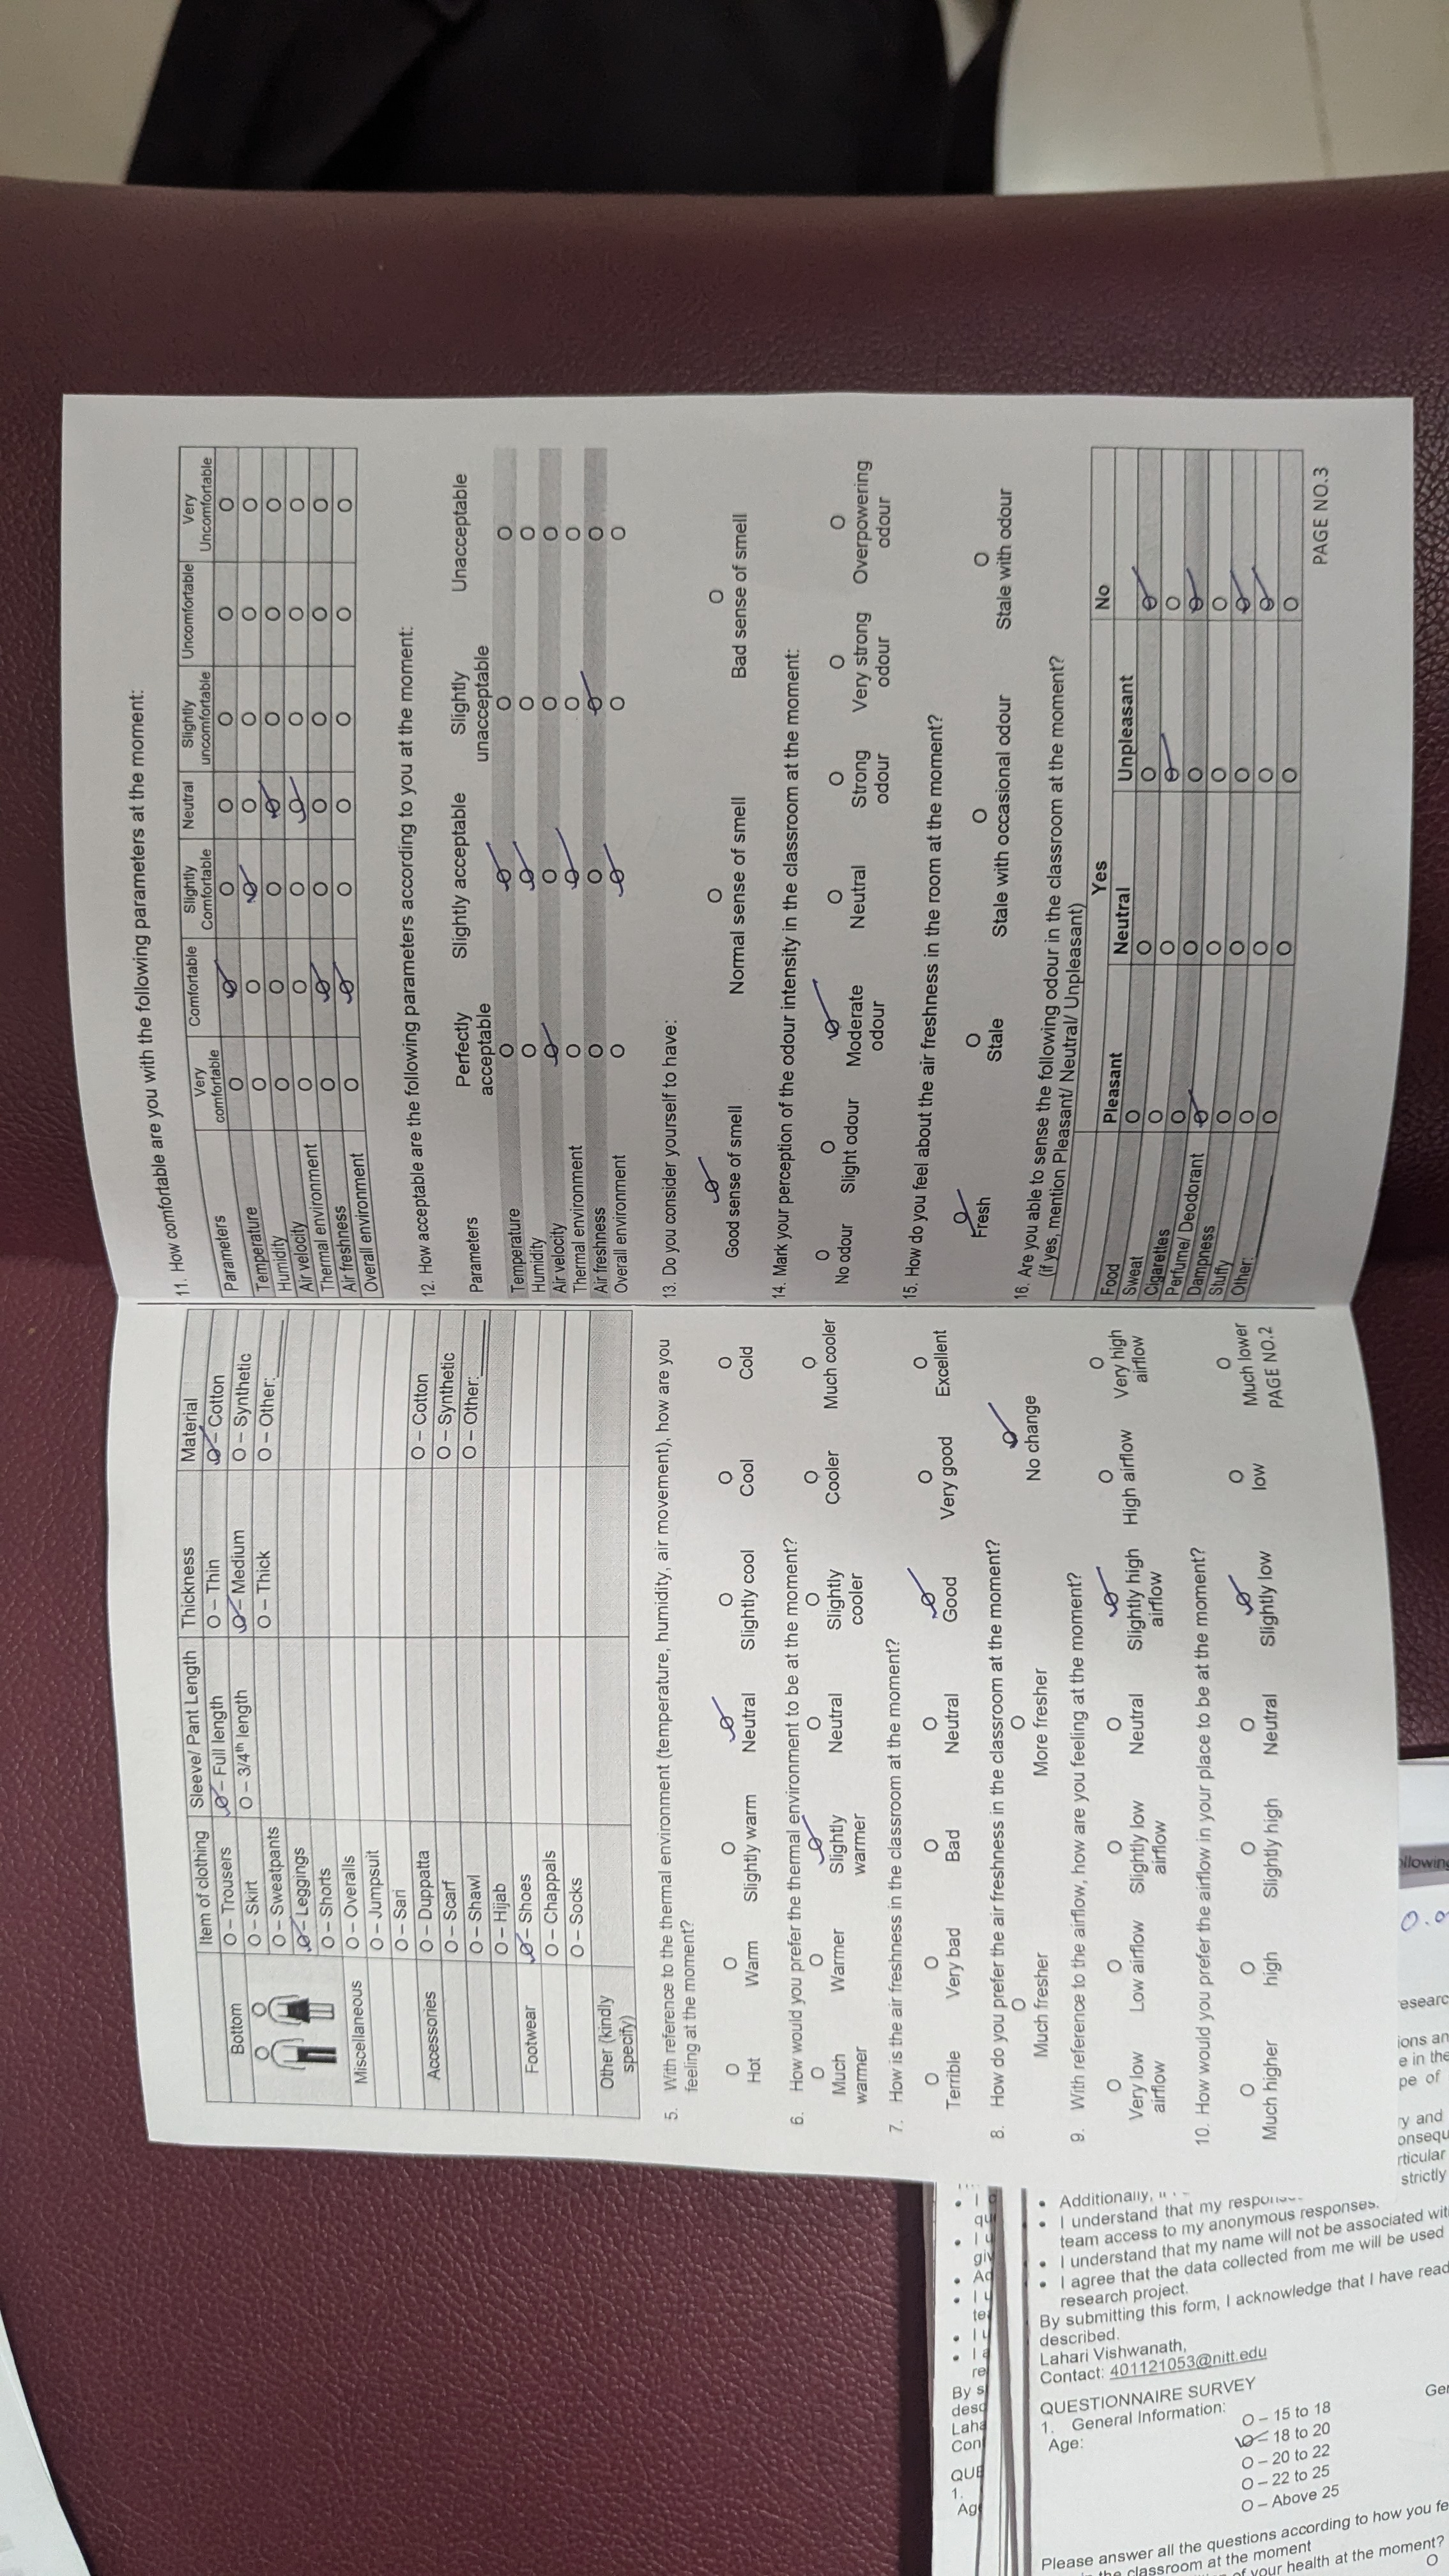 Item of clothing Sleeve/ Pant Length Thickness Material
Bottom O – Trousers O – Full length O – Thin O – Cotton
O – Skirt O – 3/4th length O – Medium O – Synthetic
O – Sweatpants O – Thick O – Other:
O – Leggings
O – Shorts
Miscellaneous O – Overalls
O – Jumpsuit
O – Sari
Accessories O – Duppatta O – Cotton
O – Scarf O – Synthetic
O – Shawl O – Other:
O – Hijab
Footwear O – Shoes
O – Chappals
O – Socks
Other (kindly
specify)
5. With reference to the thermal environment (temperature, humidity, air movement), how are you
feeling at the moment?
O O O O O O O
Hot Warm Slightly warm Neutral Slightly cool Cool Cold
6. How would you prefer the thermal environment to be at the moment?
O O O O O O O
Much Warmer Slightly Neutral Slightly Cooler Much cooler
warmer warmer cooler
7. How is the air freshness in the classroom at the moment?
O O O O O O O
Terrible Very bad Bad Neutral Good Very good Excellent
8. How do you prefer the air freshness in the classroom at the moment?
O O O
Much fresher More fresher No change
9. With reference to the airflow, how are you feeling at the moment?
O O O O O O O
Very low Low airflow Slightly low Neutral Slightly high High airflow Very high
airflow airflow airflow airflow
10. How would you prefer the airflow in your place to be at the moment?
O O O O O O O
Much higher high Slightly high Neutral Slightly low low Much lower
PAGE NO.2
11. How comfortable are you with the following parameters at the moment:
Parameters Very Comfortable Slightly Neutral Slightly Uncomfortable Very
comfortable Comfortable uncomfortable Uncomfortable
Temperature O O O O O O O
Humidity O O O O O O O
Air velocity O O O O O O O
Thermal environment O O O O O O O
Air freshness O O O O O O O
Overall environment O O O O O O O
12. How acceptable are the following parameters according to you at the moment:
Parameters Perfectly Slightly acceptable Slightly Unacceptable
acceptable unacceptable
Temperature O O O O
Humidity O O O O
Air velocity O O O O
Thermal environment O O O O
Air freshness O O O O
Overall environment O O O O
13. Do you consider yourself to have:
O O O
Good sense of smell Normal sense of smell Bad sense of smell
14. Mark your perception of the odour intensity in the classroom at the moment:
O O O O O O O
No odour Slight odour Moderate Neutral Strong Very strong Overpowering
odour odour odour odour
15. How do you feel about the air freshness in the room at the moment?
O O O O
Fresh Stale Stale with occasional odour Stale with odour
16. Are you able to sense the following odour in the classroom at the moment?
(if yes, mention Pleasant/ Neutral/ Unpleasant)
Yes No
Pleasant Neutral Unpleasant
Food O O O O
Sweat O O O O
Cigarettes O O O O
Perfume/ Deodorant O O O O
Dampness O O O O
Stuffy O O O O
Other: O O O O
PAGE NO.3
• Additionally,
• I understand that my
team access to my anonymous responses.
• I understand that my name will not be associated
• I agree that the data collected from me will be used
research project.
By submitting this form, I acknowledge that I have read
described.
Lahari Vishwanath,
Contact: 401121053@nitt.edu
QUESTIONNAIRE SURVEY
1. General Information:
Age: O – 15 to 18
O – 18 to 20
O – 20 to 22
O – 22 to 25
O – Above 25
Please answer all the questions according to how you
classroom at the moment
of your health at the moment?